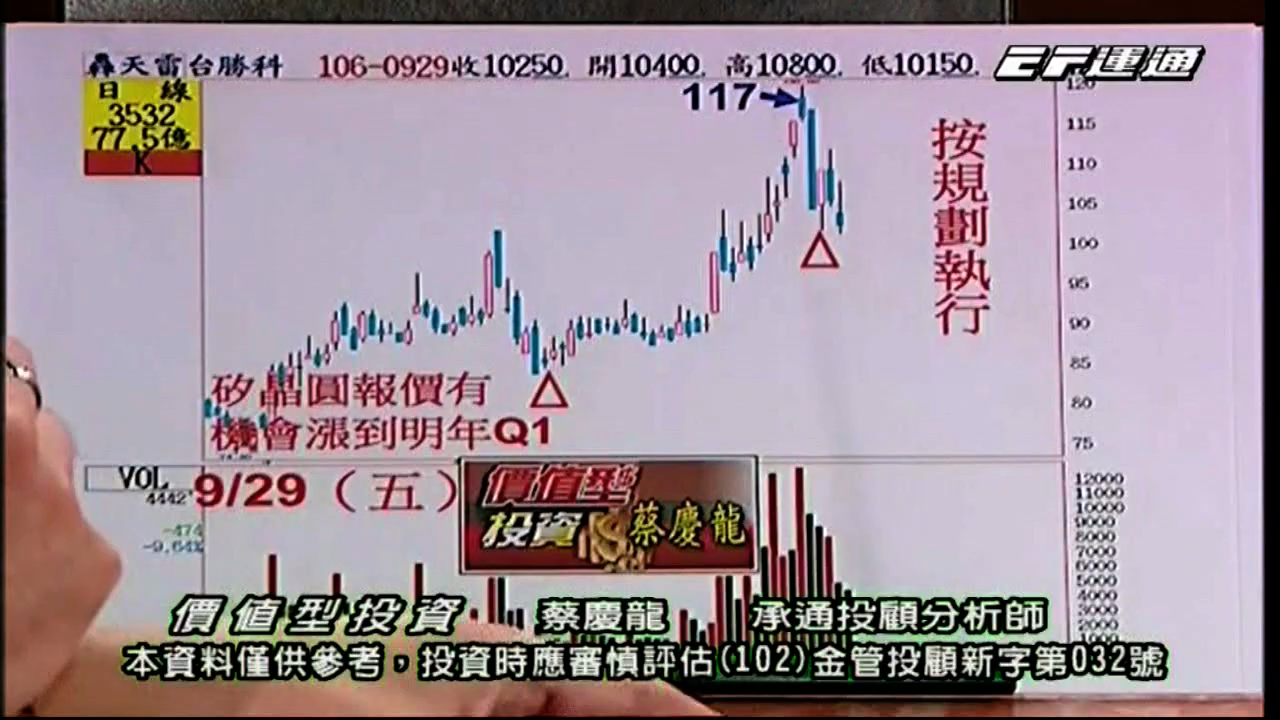 天雷台勝科 106-0929收10250. 開10400. 高10800. 低10150.
運通
日 線
3532
77.5億
K
117
按規劃執行
120
115
110
105
100
95
90
85
80
75
矽晶圓報價有
機會漲到明年Q1
VOL
4442
-474
-9.64%
9/29（五）
12000
11000
10000
9000
8000
7000
6000
5000
4000
3000
2000
1000
價值型
投資
蔡慶龍
價值型投資 蔡慶龍 承通投顧分析師
本資料僅供參考，投資時應審慎評估(102)金管投顧新字第032號